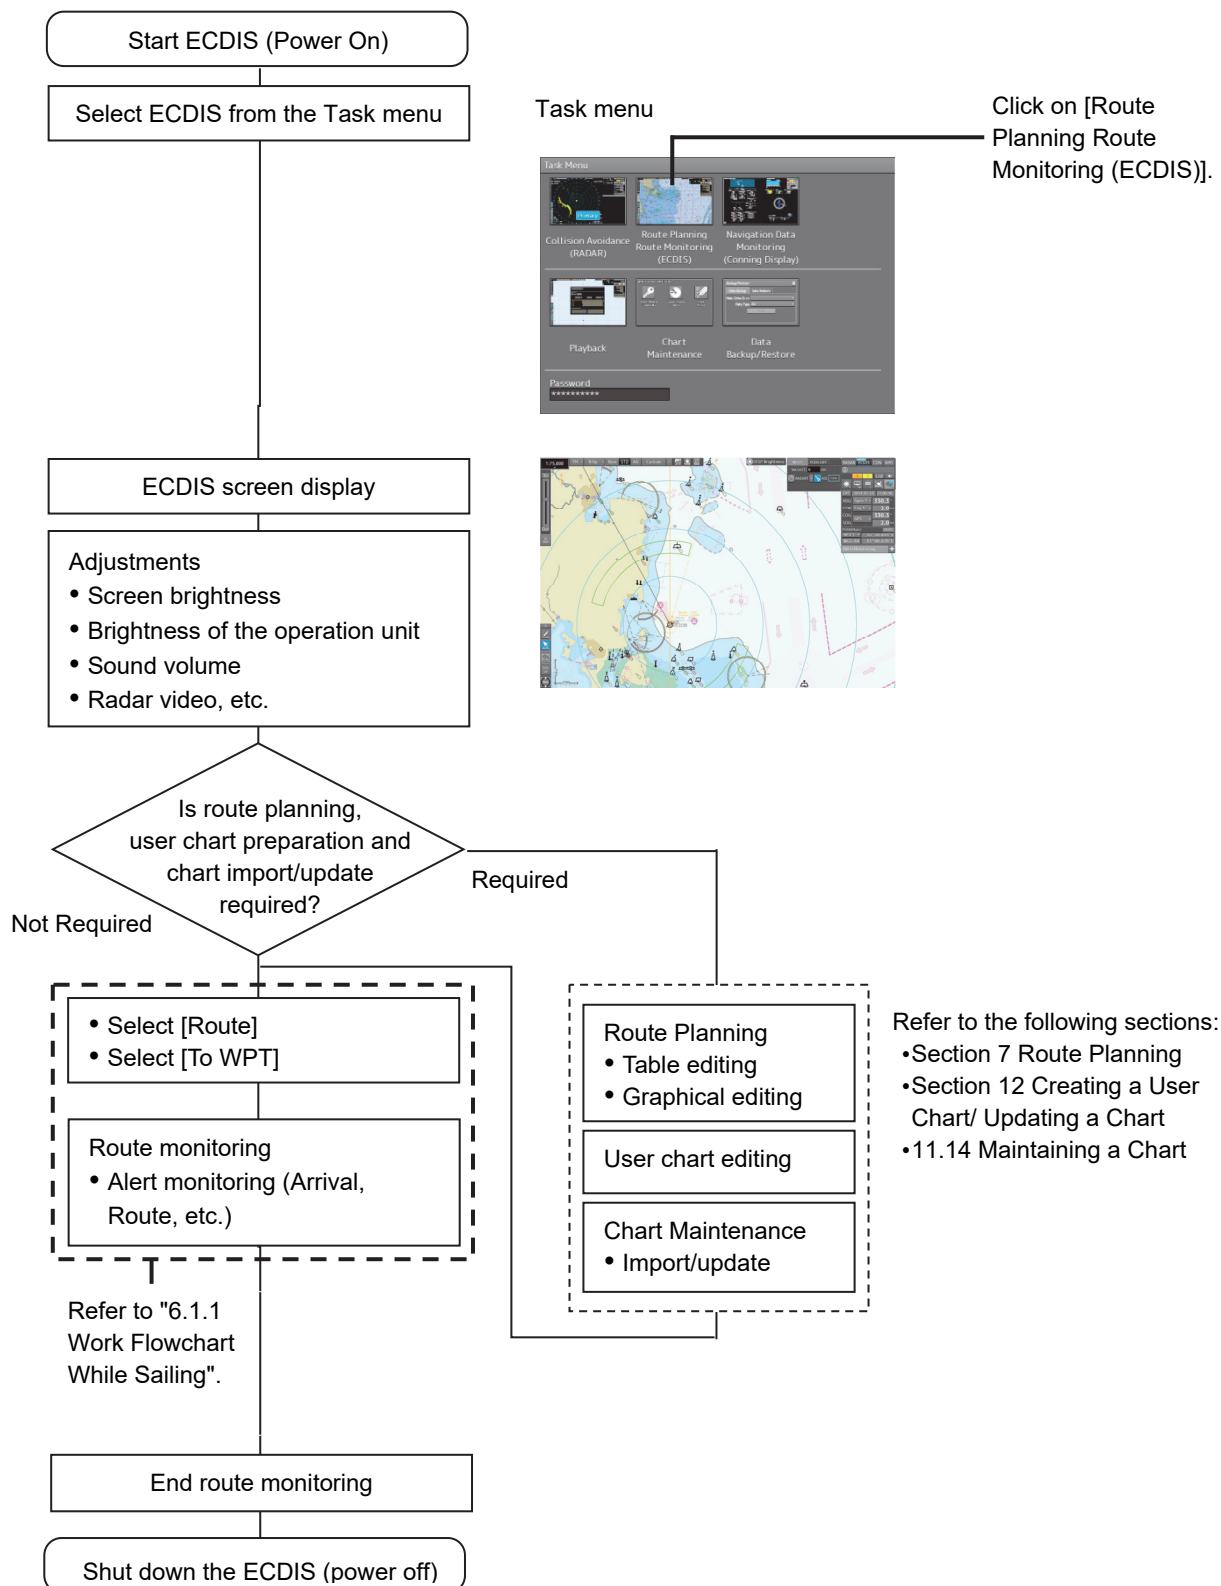 Start ECDIS (Power On)
Select ECDIS from the Task menu
Task menu
Click on [Route
Planning Route
Monitoring (ECDIS)].
Task Menu
Collision Avoidance
(RADAR)
Route Planning
Route Monitoring
(ECDIS)
Navigation Data
Monitoring
(Conning Display)
Playback
Chart
Maintenance
Data
Backup/Restore
Password
**********
ECDIS screen display
Adjustments
• Screen brightness
• Brightness of the operation unit
• Sound volume
• Radar video, etc.
1:75,000
Is route planning,
user chart preparation and
chart import/update
required?
Required
Not Required
• Select [Route]
• Select [To WPT]
Route monitoring
• Alert monitoring (Arrival,
Route, etc.)
Refer to "6.1.1
Work Flowchart
While Sailing".
Route Planning
• Table editing
• Graphical editing
User chart editing
Chart Maintenance
• Import/update
Refer to the following sections:
•Section 7 Route Planning
•Section 12 Creating a User
Chart/ Updating a Chart
•11.14 Maintaining a Chart
End route monitoring
Shut down the ECDIS (power off)